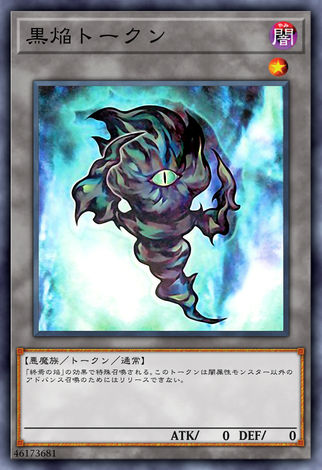 黒焔トークン
やみ
闇
【悪魔族／トークン／通常】
「終焉の焔」の効果で特殊召喚される。このトークンは闇属性モンスター以外の
アドバンス召喚のためにはリリースできない。
ATK/ 0 DEF/ 0
46173681